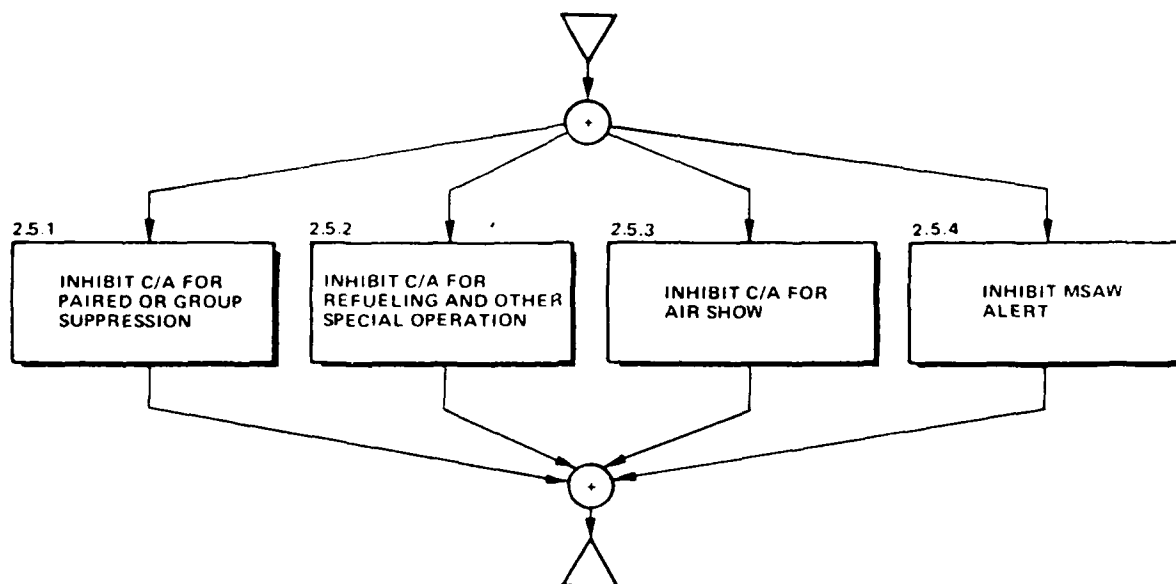 +
2.5.1
INHIBIT C/A FOR
PAIRED OR GROUP
SUPPRESSION
2.5.2
INHIBIT C/A FOR
REFUELING AND OTHER
SPECIAL OPERATION
2.5.3
INHIBIT C/A FOR
AIR SHOW
2.5.4
INHIBIT MSAW
ALERT
+